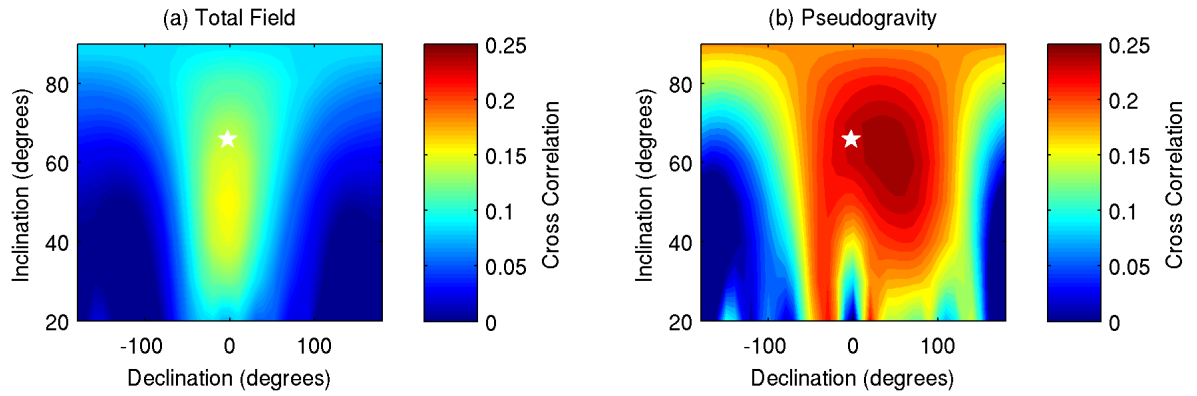 (a) Total Field
80
60
40
20
-100 0 100
Declination (degrees)
Inclination (degrees)
0.25
0.2
0.15
0.1
0.05
0
Cross Correlation
(b) Pseudogravity
80
60
40
20
-100 0 100
Declination (degrees)
Inclination (degrees)
0.25
0.2
0.15
0.1
0.05
0
Cross Correlation